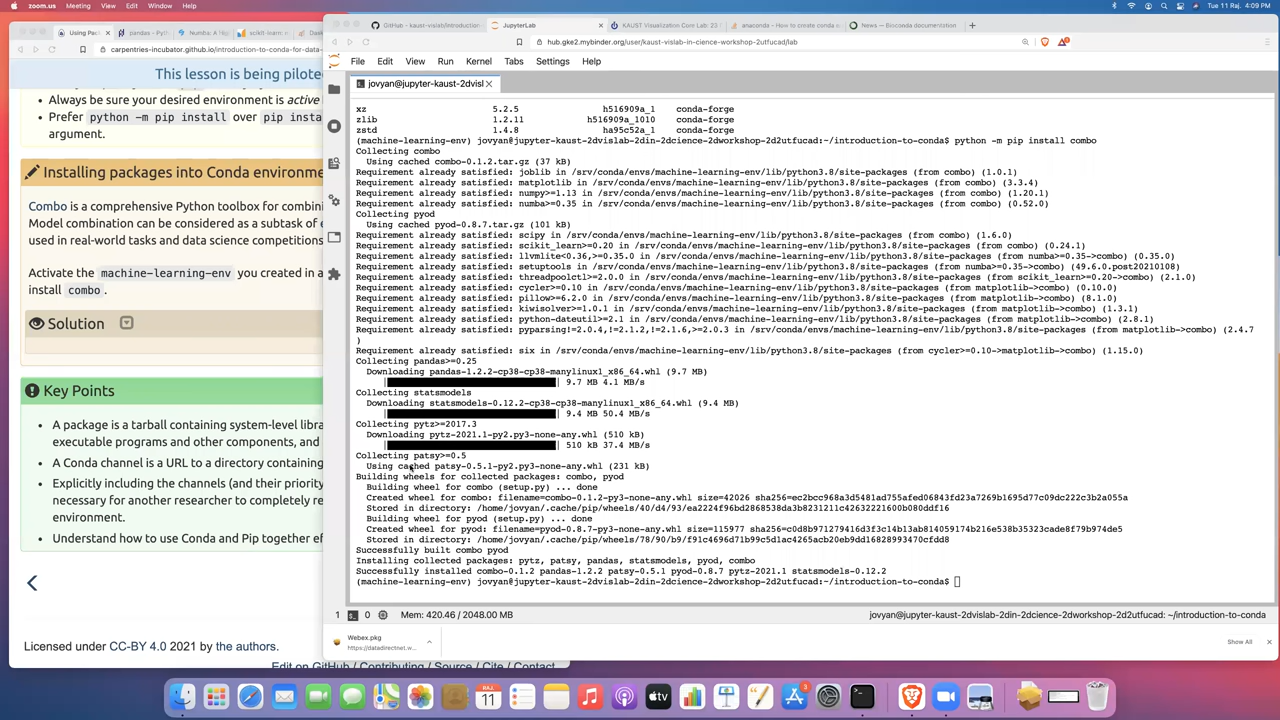 zoom.us Meeting View Edit Window Help
Tue 11 Raj. 4:09 PM
Using Pac
carpentries-incubator.github.io/introduction-to-conda-for-data-
This lesson is being pilote
Always be sure your desired environment is active
Prefer python -m pip install over pip insta
argument.
Installing packages into Conda environme
Combo is a comprehensive Python toolbox for combin
Model combination can be considered as a subtask of e
used in real-world tasks and data science competitions
Activate the machine-learning-env you created in a
install combo.
Solution
Key Points
A package is a tarball containing system-level libra
executable programs and other components, and
A Conda channel is a URL to a directory containing
Explicitly including the channels (and their priority
necessary for another researcher to completely re
environment.
Understand how to use Conda and Pip together ef
Licensed under CC-BY 4.0 2021 by the authors.
Edit on GitHub / Contributing / Source / Cite / Contact
GitHub - kaust-vislab/introduction JupyterLab KAUST Visualization Core Lab: 23. anaconda - How to create conda e News — Bioconda documentation
hub.gke2.mybinder.org/user/kaust-vislab-in-cience-workshop-2utfucad/lab
File Edit View Run Kernel Tabs Settings Help
jovyan@jupyter-kaust-2dvisl
xz 5.2.5 h516909a_1 conda-forge
zlib 1.2.11 h516909a_1010 conda-forge
zstd 1.4.8 ha95c52a_1 conda-forge
(machine-learning-env) jovyan@jupyter-kaust-2dvislab-2din-2dcience-2dworkshop-2d2utfucad:~/introduction-to-conda$ python -m pip install combo
Collecting combo
Using cached combo-0.1.2.tar.gz (37 kB)
Requirement already satisfied: joblib in /srv/conda/envs/machine-learning-env/lib/python3.8/site-packages (from combo) (1.0.1)
Requirement already satisfied: matplotlib in /srv/conda/envs/machine-learning-env/lib/python3.8/site-packages (from combo) (3.3.4)
Requirement already satisfied: numpy>=1.13 in /srv/conda/envs/machine-learning-env/lib/python3.8/site-packages (from combo) (1.20.1)
Requirement already satisfied: numba>=0.35 in /srv/conda/envs/machine-learning-env/lib/python3.8/site-packages (from combo) (0.52.0)
Collecting pyod
Using cached pyod-0.8.7.tar.gz (101 kB)
Requirement already satisfied: scipy in /srv/conda/envs/machine-learning-env/lib/python3.8/site-packages (from combo) (1.6.0)
Requirement already satisfied: scikit_learn>=0.20 in /srv/conda/envs/machine-learning-env/lib/python3.8/site-packages (from combo) (0.24.1)
Requirement already satisfied: llvmlite<0.36,>=0.35.0 in /srv/conda/envs/machine-learning-env/lib/python3.8/site-packages (from numba>=0.35->combo) (0.35.0)
Requirement already satisfied: setuptools in /srv/conda/envs/machine-learning-env/lib/python3.8/site-packages (from numba>=0.35->combo) (49.6.0.post20210108)
Requirement already satisfied: threadpoolctl>=2.0.0 in /srv/conda/envs/machine-learning-env/lib/python3.8/site-packages (from scikit_learn>=0.20->combo) (2.1.0)
Requirement already satisfied: cycler>=0.10 in /srv/conda/envs/machine-learning-env/lib/python3.8/site-packages (from matplotlib->combo) (0.10.0)
Requirement already satisfied: pillow>=6.2.0 in /srv/conda/envs/machine-learning-env/lib/python3.8/site-packages (from matplotlib->combo) (8.1.0)
Requirement already satisfied: kiwisolver>=1.0.1 in /srv/conda/envs/machine-learning-env/lib/python3.8/site-packages (from matplotlib->combo) (1.3.1)
Requirement already satisfied: python-dateutil>=2.1 in /srv/conda/envs/machine-learning-env/lib/python3.8/site-packages (from matplotlib->combo) (2.8.1)
Requirement already satisfied: pyparsing!=2.0.4,!=2.1.2,!=2.1.6,>=2.0.3 in /srv/conda/envs/machine-learning-env/lib/python3.8/site-packages (from matplotlib->combo) (2.4.7
)
Requirement already satisfied: six in /srv/conda/envs/machine-learning-env/lib/python3.8/site-packages (from cycler>=0.10->matplotlib->combo) (1.15.0)
Collecting pandas>=0.25
Downloading pandas-1.2.2-cp38-cp38-manylinux1_x86_64.whl (9.7 MB)
| | 9.7 MB 4.1 MB/s
Collecting statsmodels
Downloading statsmodels-0.12.2-cp38-cp38-manylinux1_x86_64.whl (9.4 MB)
| | 9.4 MB 50.4 MB/s
Collecting pytz>=2017.3
Downloading pytz-2021.1-py2.py3-none-any.whl (510 kB)
| | 510 kB 37.4 MB/s
Collecting patsy>=0.5
Using cached patsy-0.5.1-py2.py3-none-any.whl (231 kB)
Building wheels for collected packages: combo, pyod
Building wheel for combo (setup.py) ... done
Created wheel for combo: filename=combo-0.1.2-py3-none-any.whl size=42026 sha256=ec2bcc968a3d5481ad755afed06843fd23a7269b1695d77c09dc222c3b2a055a
Stored in directory: /home/jovyan/.cache/pip/wheels/40/d4/93/ea2224f96bd2868538da3b8231211c42632221600b080ddf16
Building wheel for pyod (setup.py) ... done
Created wheel for pyod: filename=pyod-0.8.7-py3-none-any.whl size=115977 sha256=c0d8b971279416d3f3c14b13ab814059174b216e538b35323cade8f79b974de5
Stored in directory: /home/jovyan/.cache/pip/wheels/78/90/b9/f91c4696d71b9c95d1ac4265acb20eb9dd16828993470cfdd8
Successfully built combo pyod
Installing collected packages: pytz, patsy, pandas, statsmodels, pyod, combo
Successfully installed combo-0.1.2 pandas-1.2.2 patsy-0.5.1 pyod-0.8.7 pytz-2021.1 statsmodels-0.12.2
(machine-learning-env) jovyan@jupyter-kaust-2dvislab-2din-2dcience-2dworkshop-2d2utfucad:~/introduction-to-conda$
1 0 Mem: 420.46 / 2048.00 MB
jovyan@jupyter-kaust-2dvislab-2din-2dcience-2dworkshop-2d2utfucad: ~/introduction-to-conda
Webex.pkg
https://datadirectnet.w...
Show All